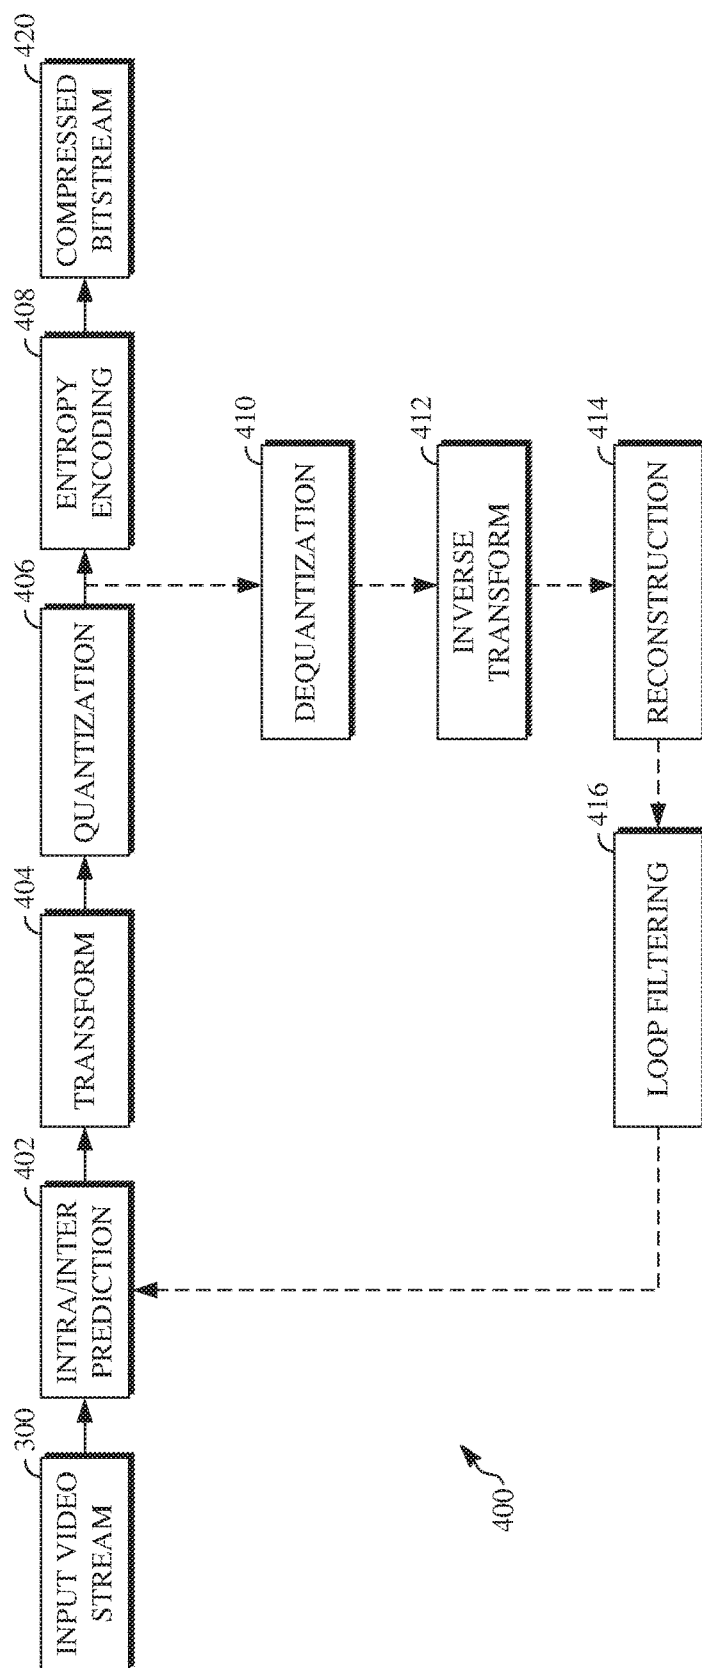 300
INPUT VIDEO
STREAM
402
INTRA/INTER
PREDICTION
404
TRANSFORM
406
QUANTIZATION
408
ENTROPY
ENCODING
420
COMPRESSED
BITSTREAM
410
DEQUANTIZATION
412
INVERSE
TRANSFORM
414
RECONSTRUCTION
416
LOOP FILTERING
400